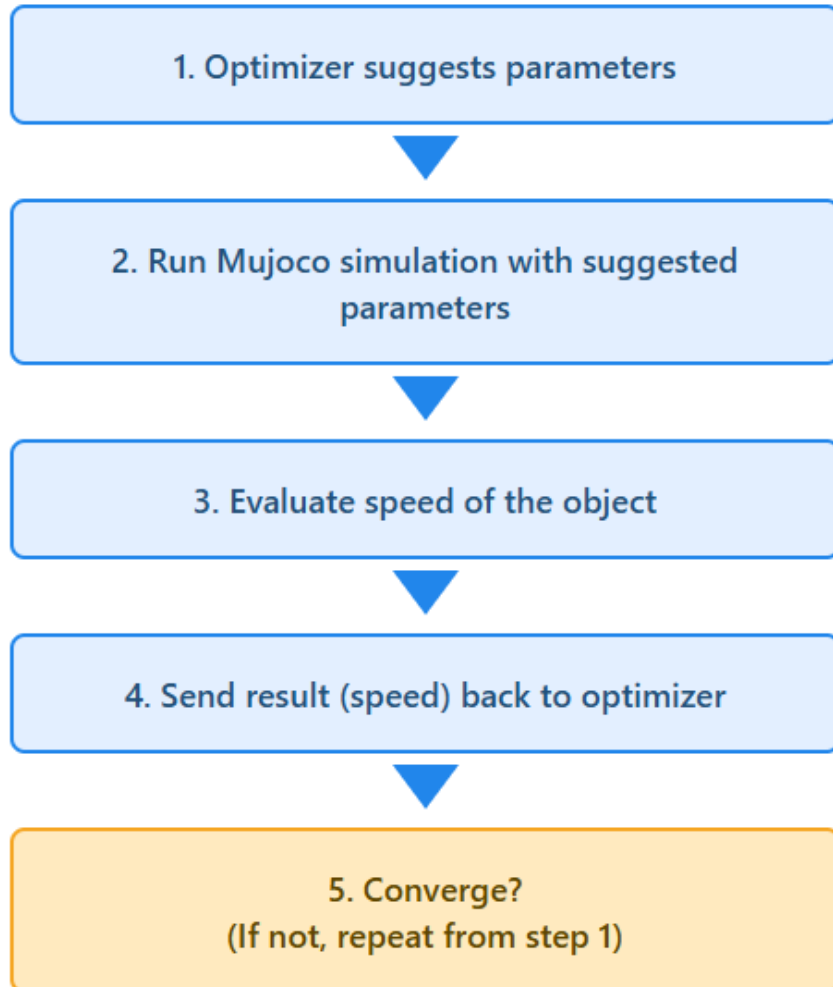 1. Optimizer suggests parameters
2. Run Mujoco simulation with suggested
parameters
3. Evaluate speed of the object
4. Send result (speed) back to optimizer
5. Converge?
(If not, repeat from step 1)